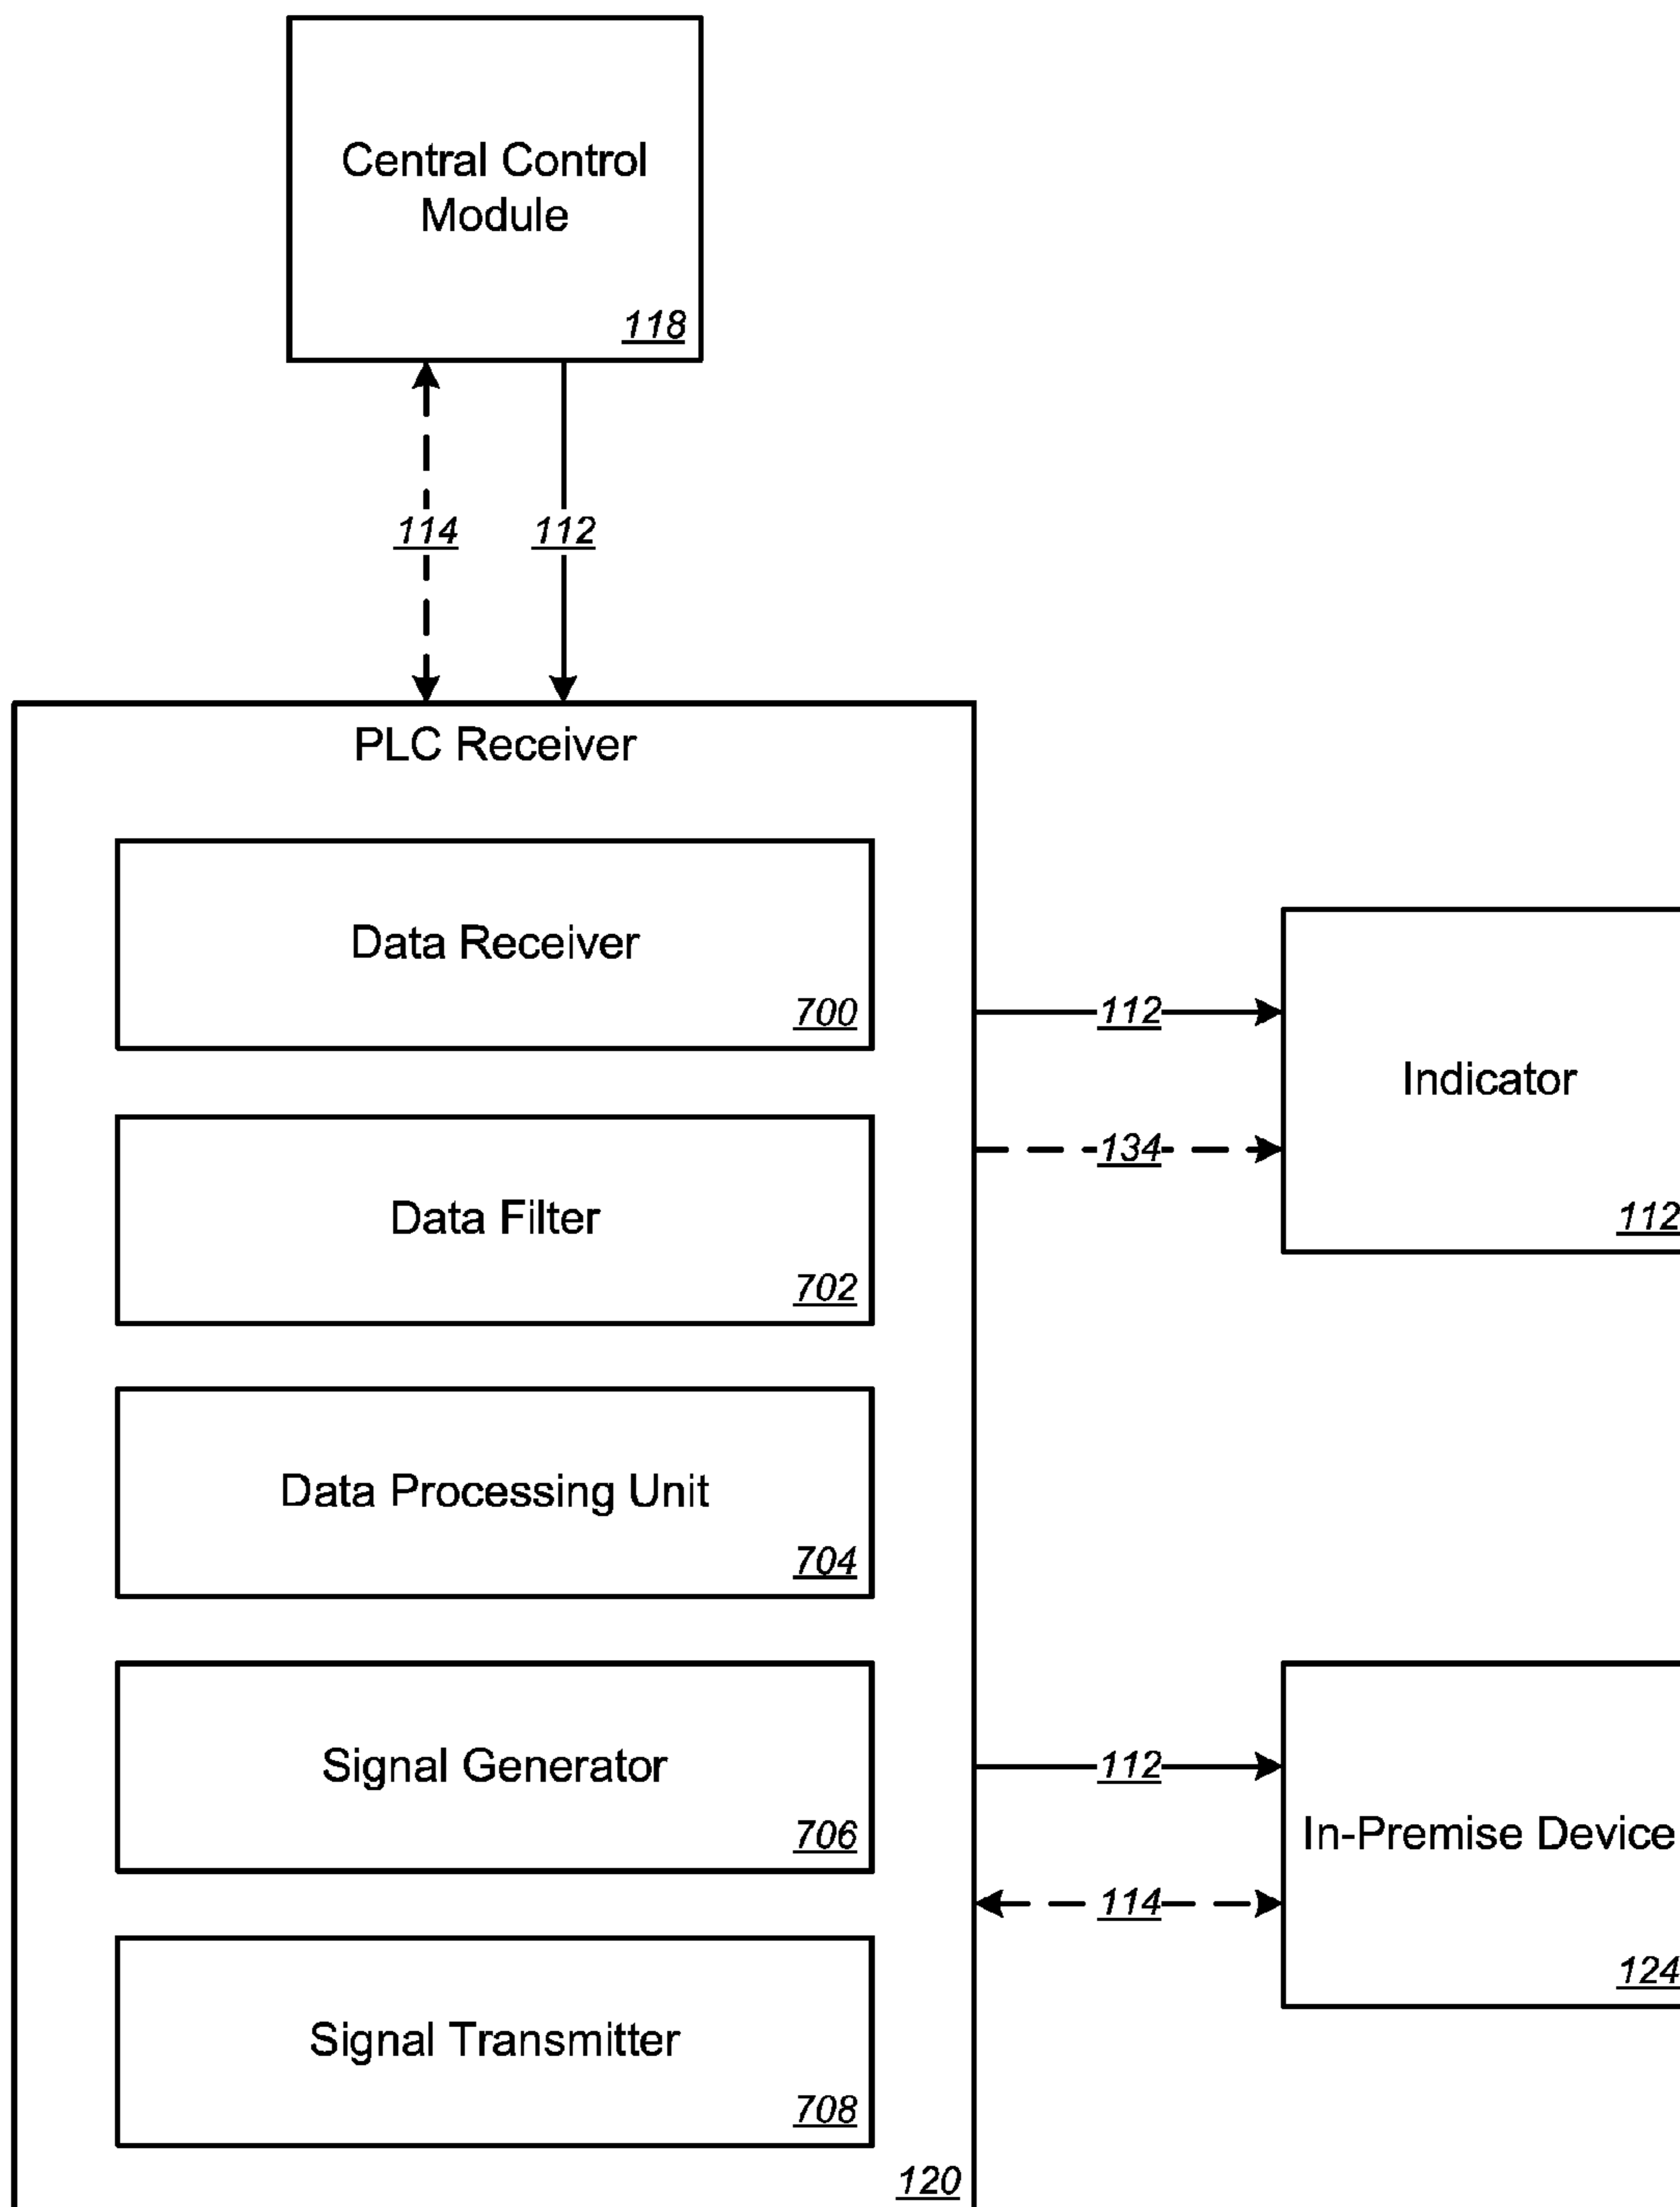 Central Control
Module
118
114
112
PLC Receiver
Data Receiver
700
112
Indicator
134
112
Data Filter
702
Data Processing Unit
704
Signal Generator
706
112
In-Premise Device
114
124
Signal Transmitter
708
120